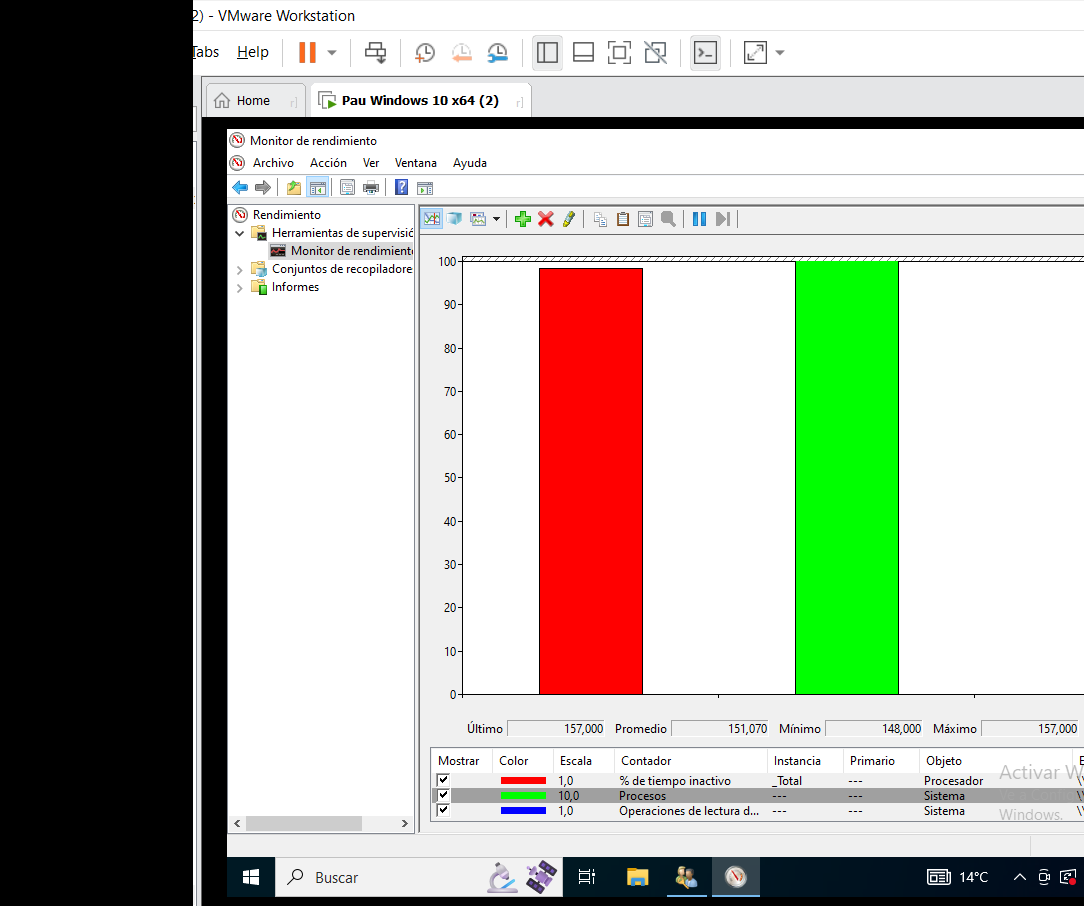 2) - VMware Workstation
Tabs Help
Home
Pau Windows 10 x64 (2)
Monitor de rendimiento
Archivo Acción Ver Ventana Ayuda
Rendimiento
Herramientas de supervisió
Monitor de rendimiento
Conjuntos de recopiladore
Informes
100
90
80
70
60
50
40
30
20
10
0
Último 157,000 Promedio 151,070 Mínimo 148,000 Máximo 157,000
Mostrar Color Escala Contador Instancia Primario Objeto
1,0 % de tiempo inactivo _Total --- Procesador
10,0 Procesos --- --- Sistema
1,0 Operaciones de lectura d... --- --- Sistema
Activar W
Windows.
Buscar
14°C